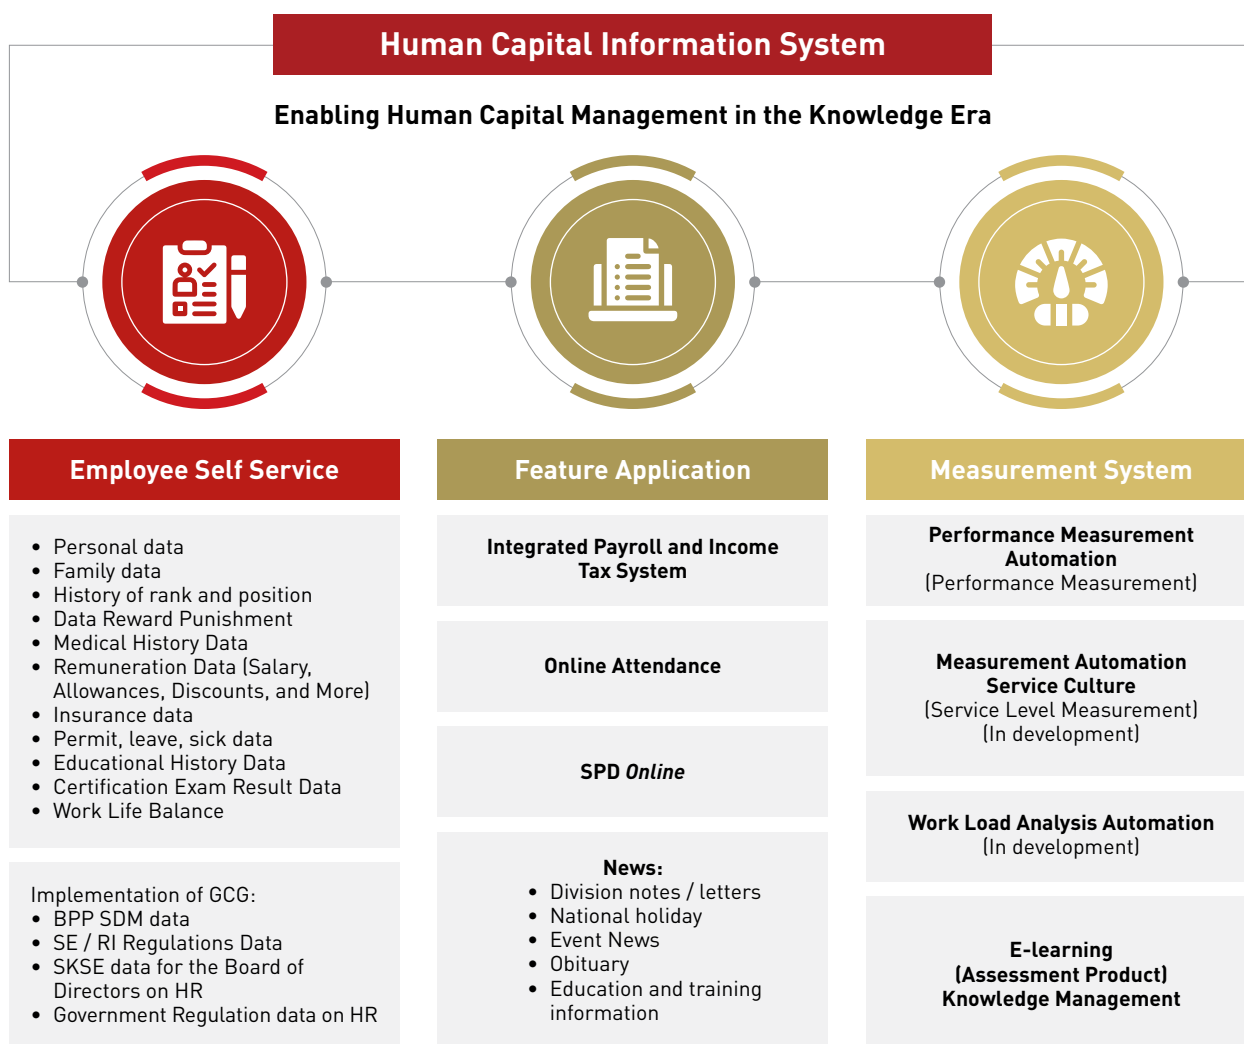 Human Capital Information System
Enabling Human Capital Management in the Knowledge Era
Employee Self Service
• Personal data
• Family data
• History of rank and position
• Data Reward Punishment
• Medical History Data
• Remuneration Data (Salary,
Allowances, Discounts, and More)
• Insurance data
• Permit, leave, sick data
• Educational History Data
• Certification Exam Result Data
• Work Life Balance
Implementation of GCG:
• BPP SDM data
• SE / RI Regulations Data
• SKSE data for the Board of
Directors on HR
• Government Regulation data on HR
Feature Application
Integrated Payroll and Income
Tax System
Online Attendance
SPD Online
News:
• Division notes / letters
• National holiday
• Event News
• Obituary
• Education and training
information
Measurement System
Performance Measurement
Automation
(Performance Measurement)
Measurement Automation
Service Culture
(Service Level Measurement)
(In development)
Work Load Analysis Automation
(In development)
E-learning
(Assessment Product)
Knowledge Management